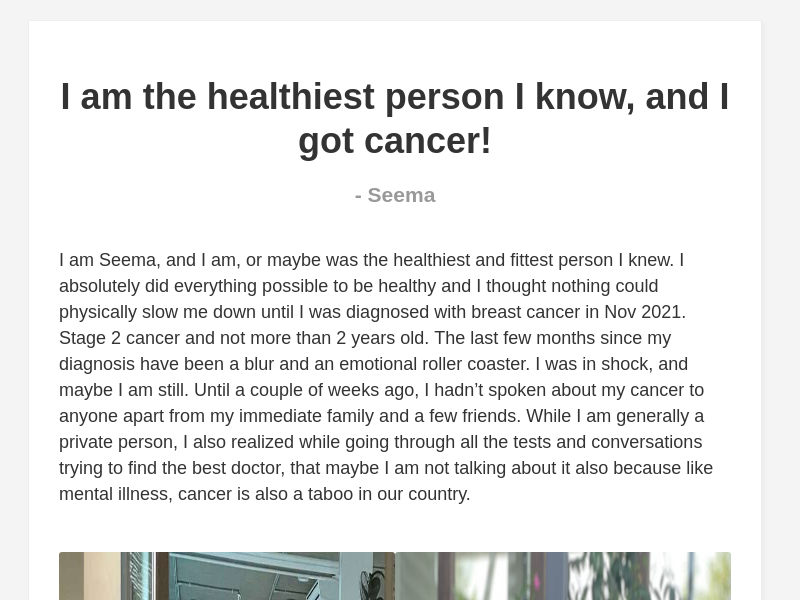 I am the healthiest person I know, and I
got cancer!
- Seema
I am Seema, and I am, or maybe was the healthiest and fittest person I knew. I
absolutely did everything possible to be healthy and I thought nothing could
physically slow me down until I was diagnosed with breast cancer in Nov 2021.
Stage 2 cancer and not more than 2 years old. The last few months since my
diagnosis have been a blur and an emotional roller coaster. I was in shock, and
maybe I am still. Until a couple of weeks ago, I hadn’t spoken about my cancer to
anyone apart from my immediate family and a few friends. While I am generally a
private person, I also realized while going through all the tests and conversations
trying to find the best doctor, that maybe I am not talking about it also because like
mental illness, cancer is also a taboo in our country.